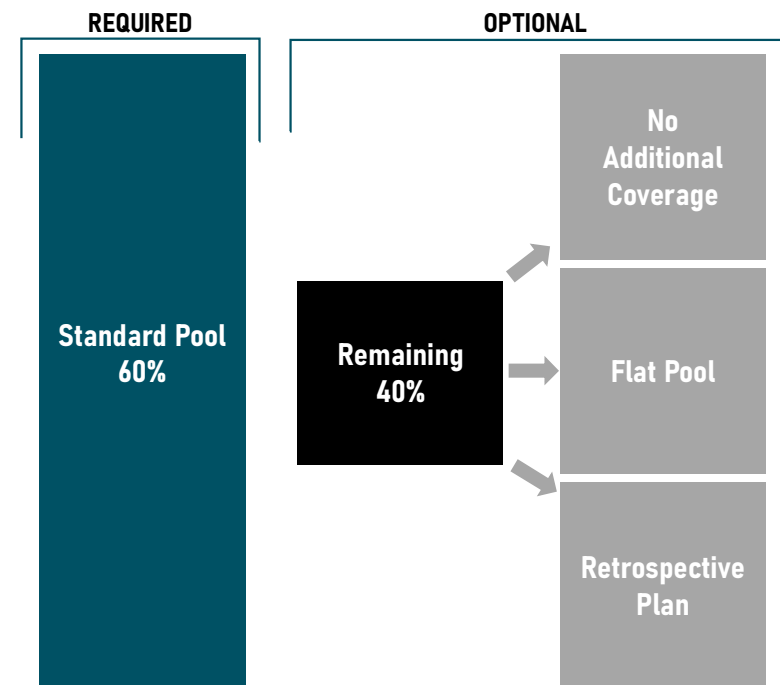 REQUIRED
OPTIONAL
Standard Pool
60%
Remaining
40%
No
Additional
Coverage
Flat Pool
Retrospective
Plan